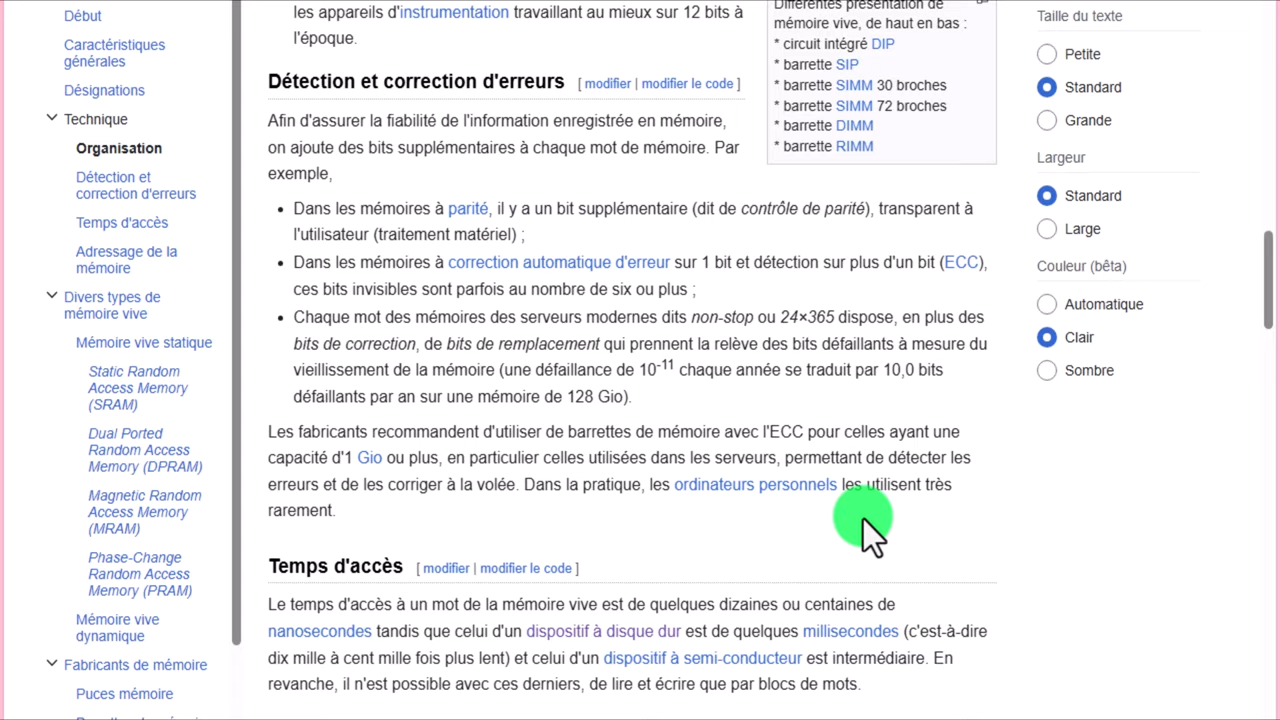 Début
Caractéristiques
générales
Désignations
Technique
Organisation
Détection et
correction d'erreurs
Temps d'accès
Adressage de la
mémoire
Divers types de
mémoire vive
Mémoire vive statique
Static Random
Access Memory
(SRAM)
Dual Ported
Random Access
Memory (DPRAM)
Magnetic Random
Access Memory
(MRAM)
Phase-Change
Random Access
Memory (PRAM)
Mémoire vive
dynamique
Fabricants de mémoire
Puces mémoire
les appareils d'instrumentation travaillant au mieux sur 12 bits à
l'époque.
Détection et correction d'erreurs [ modifier | modifier le code ]
Afin d'assurer la fiabilité de l'information enregistrée en mémoire,
on ajoute des bits supplémentaires à chaque mot de mémoire. Par
exemple,
• Dans les mémoires à parité, il y a un bit supplémentaire (dit de contrôle de parité), transparent à
l'utilisateur (traitement matériel) ;
• Dans les mémoires à correction automatique d'erreur sur 1 bit et détection sur plus d'un bit (ECC),
ces bits invisibles sont parfois au nombre de six ou plus ;
• Chaque mot des mémoires des serveurs modernes dits non-stop ou 24×365 dispose, en plus des
bits de correction, de bits de remplacement qui prennent la relève des bits défaillants à mesure du
vieillissement de la mémoire (une défaillance de 10⁻¹¹ chaque année se traduit par 10,0 bits
défaillants par an sur une mémoire de 128 Gio).
Les fabricants recommandent d'utiliser de barrettes de mémoire avec l'ECC pour celles ayant une
capacité d'1 Gio ou plus, en particulier celles utilisées dans les serveurs, permettant de détecter les
erreurs et de les corriger à la volée. Dans la pratique, les ordinateurs personnels les utilisent très
rarement.
Temps d'accès [ modifier | modifier le code ]
Le temps d'accès à un mot de la mémoire vive est de quelques dizaines ou centaines de
nanosecondes tandis que celui d'un dispositif à disque dur est de quelques millisecondes (c'est-à-dire
dix mille à cent mille fois plus lent) et celui d'un dispositif à semi-conducteur est intermédiaire. En
revanche, il n'est possible avec ces derniers, de lire et écrire que par blocs de mots.
Différentes présentation de
mémoire vive, de haut en bas :
* circuit intégré DIP
* barrette SIP
* barrette SIMM 30 broches
* barrette SIMM 72 broches
* barrette DIMM
* barrette RIMM
Taille du texte
Petite
Standard
Grande
Largeur
Standard
Large
Couleur (bêta)
Automatique
Clair
Sombre